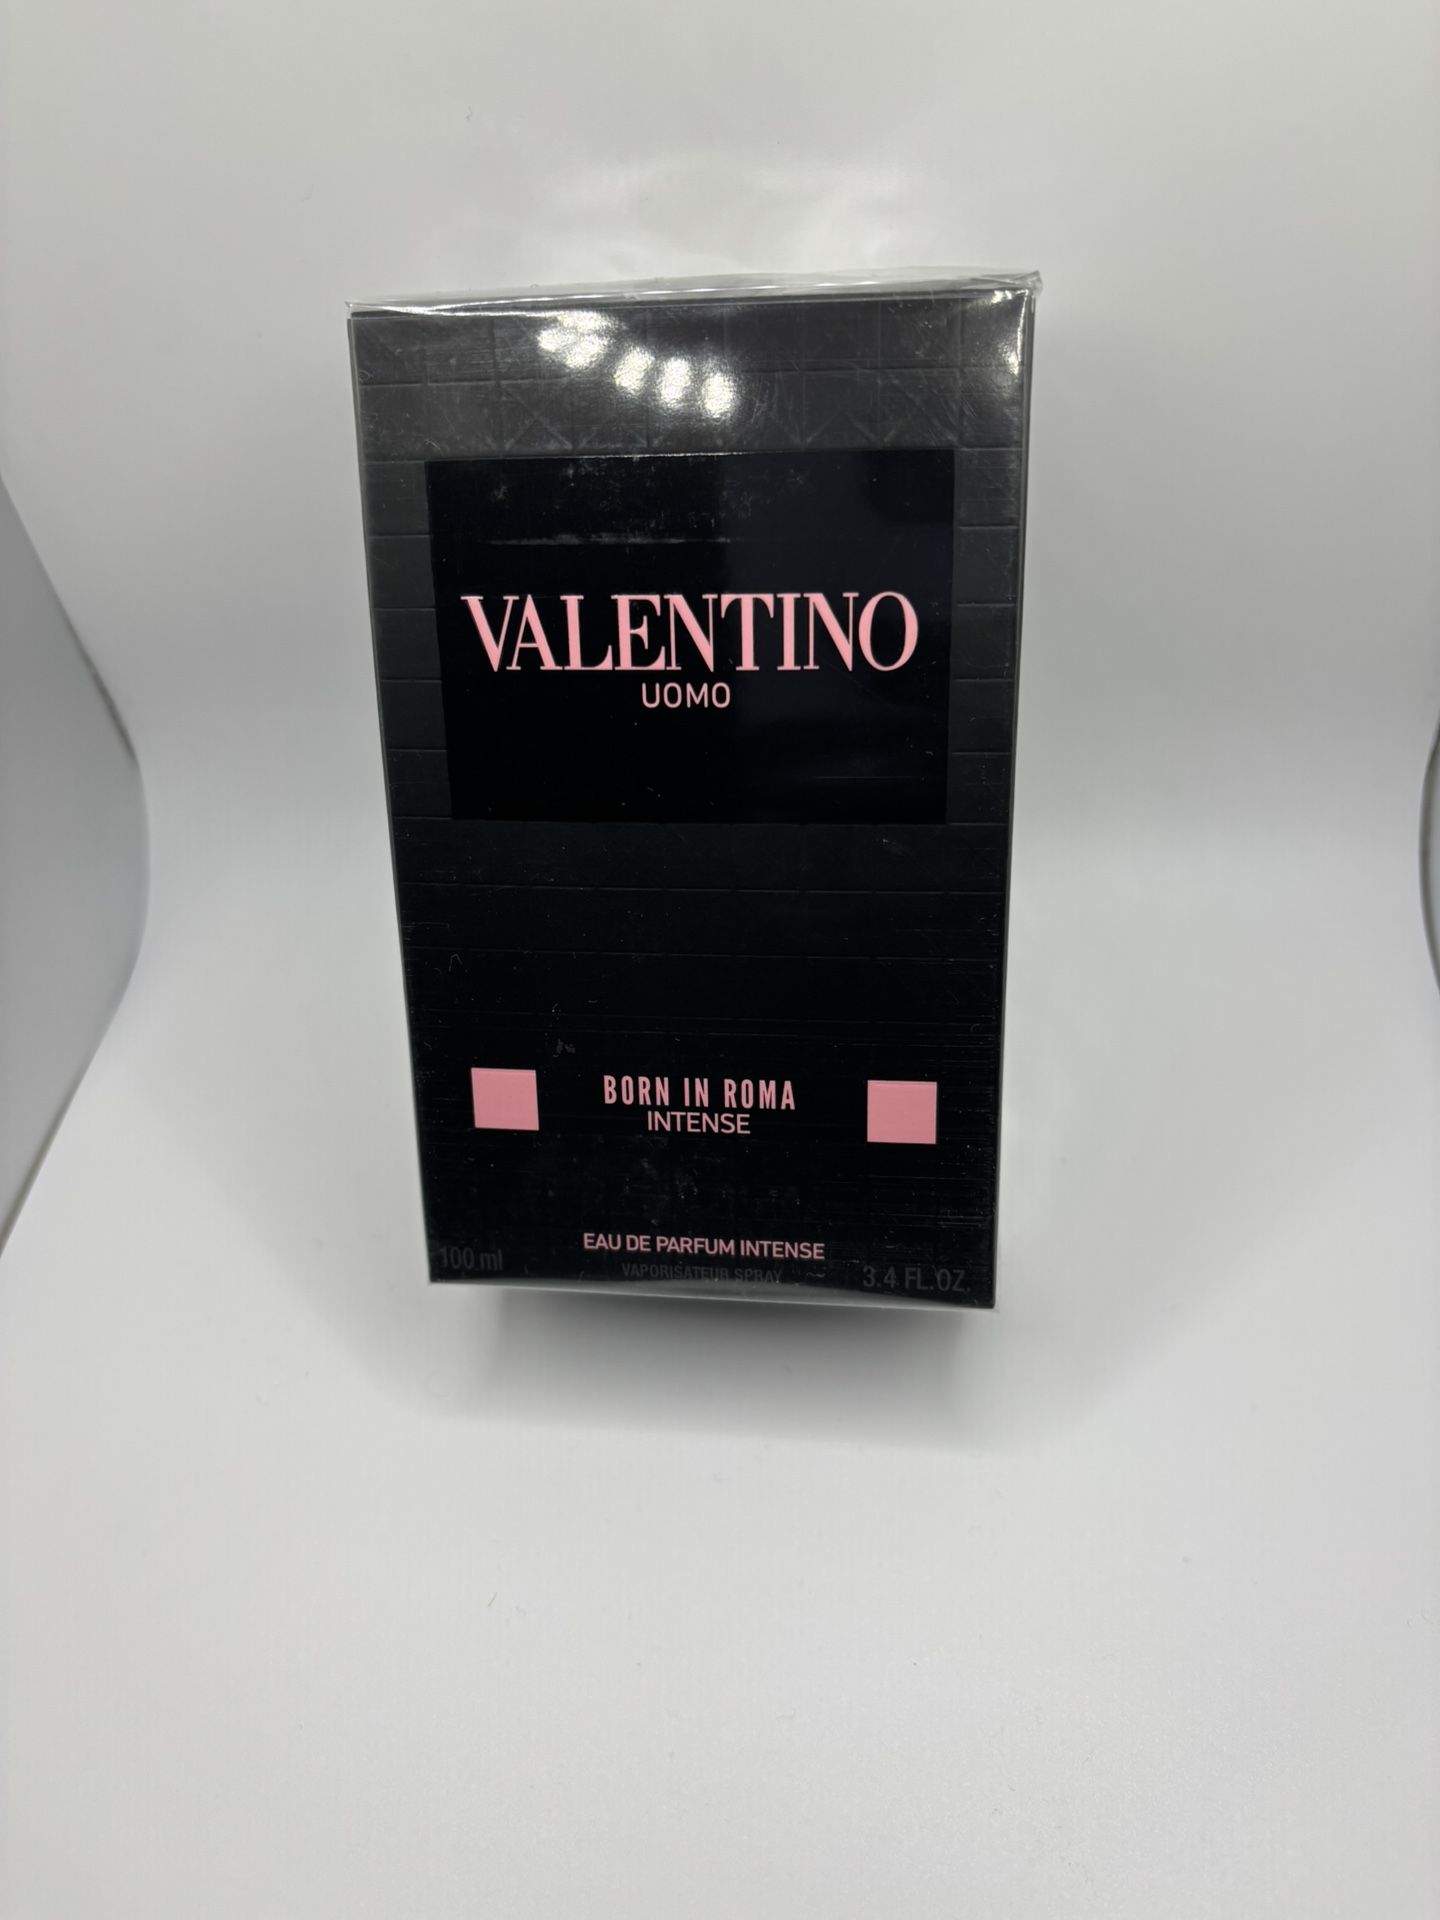 VALENTINO
UOMO
BORN IN ROMA
INTENSE
EAU DE PARFUM INTENSE
100 ml
VAPORISATEUR SPRAY
3.4 FL.OZ.